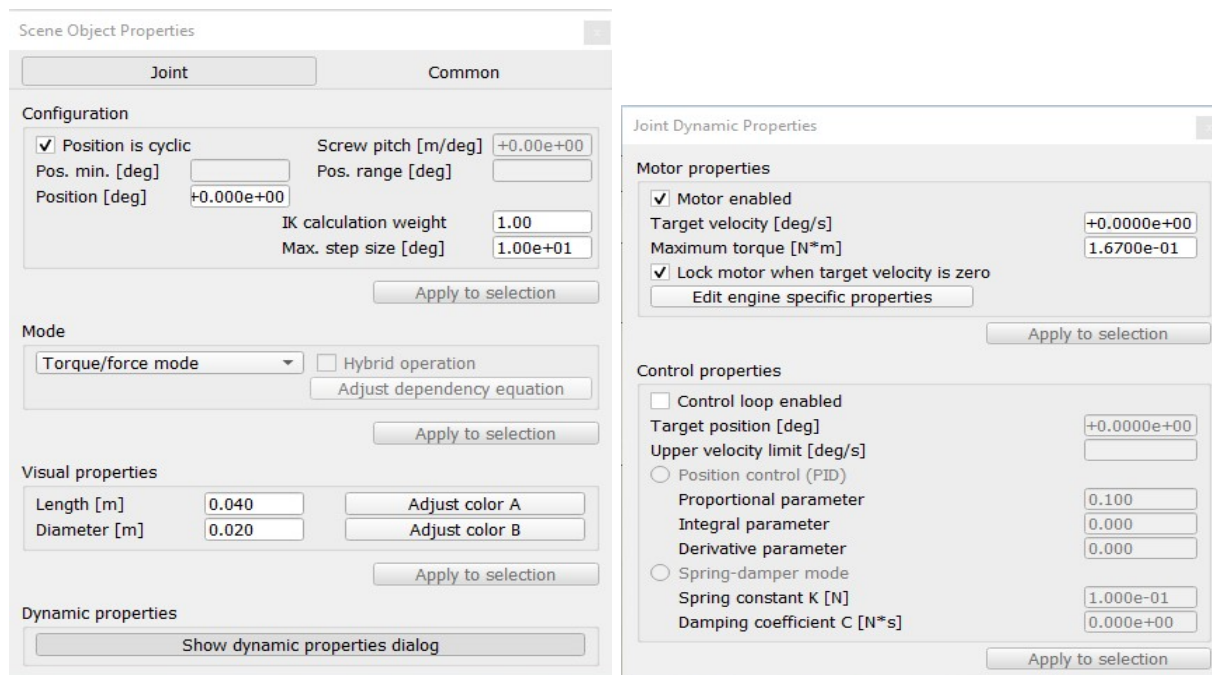 Scene Object Properties
x
Joint Common
Configuration
Position is cyclic Screw pitch [m/deg] +0.00e+00
Pos. min. [deg] Pos. range [deg]
Position [deg] +0.000e+00
IK calculation weight 1.00
Max. step size [deg] 1.00e+01
Apply to selection
Mode
Torque/force mode Hybrid operation
Adjust dependency equation
Apply to selection
Visual properties
Length [m] 0.040 Adjust color A
Diameter [m] 0.020 Adjust color B
Apply to selection
Dynamic properties
Show dynamic properties dialog
Joint Dynamic Properties
Motor properties
Motor enabled
Target velocity [deg/s] +0.0000e+00
Maximum torque [N*m] 1.6700e-01
Lock motor when target velocity is zero
Edit engine specific properties
Apply to selection
Control properties
Control loop enabled
Target position [deg] +0.0000e+00
Upper velocity limit [deg/s]
Position control (PID)
Proportional parameter 0.100
Integral parameter 0.000
Derivative parameter 0.000
Spring-damper mode
Spring constant K [N] 1.000e-01
Damping coefficient C [N*s] 0.000e+00
Apply to selection